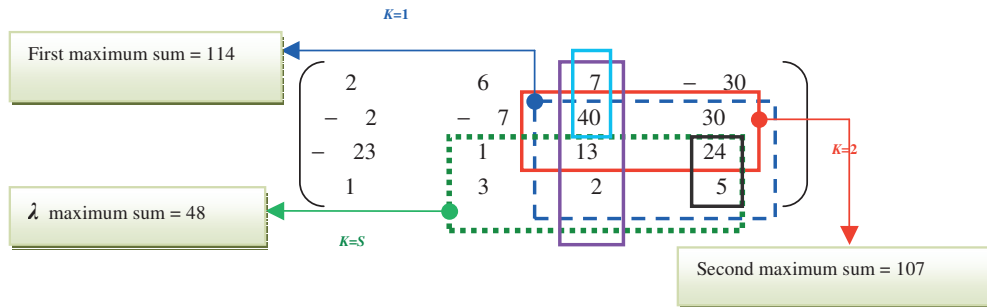 K=1
First maximum sum = 114
2 6 7 − 30
− 2 − 7 40 30
− 23 1 13 24
K=2
1 3 2 5
λ maximum sum = 48
K=S
Second maximum sum = 107